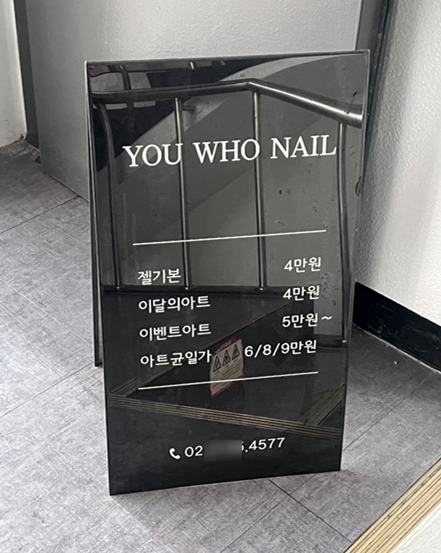 YOU WHO NAIL
젤기본 4만원
이달의아트 4만원
이벤트아트 5만원~
아트균일가 6/8/9만원
02 .4577